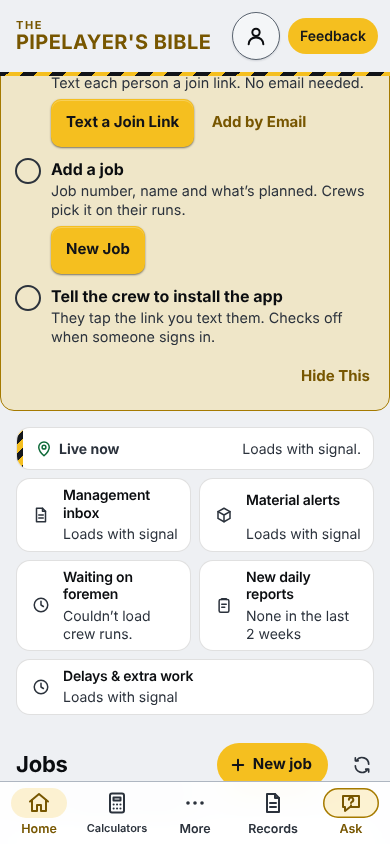 THE
PIPELAYER'S BIBLE
Feedback
Text each person a join link. No email needed.
Text a Join Link
Add by Email
Add a job
Job number, name and what's planned. Crews
pick it on their runs.
New Job
Tell the crew to install the app
They tap the link you text them. Checks off
when someone signs in.
Hide This
Live now
Loads with signal.
Management
inbox
Loads with signal
Material alerts
Loads with signal
Waiting on
foremen
Couldn't load
crew runs.
New daily
reports
None in the last
2 weeks
Delays & extra work
Loads with signal
Jobs
+ New job
Home
Calculators
More
Records
Ask